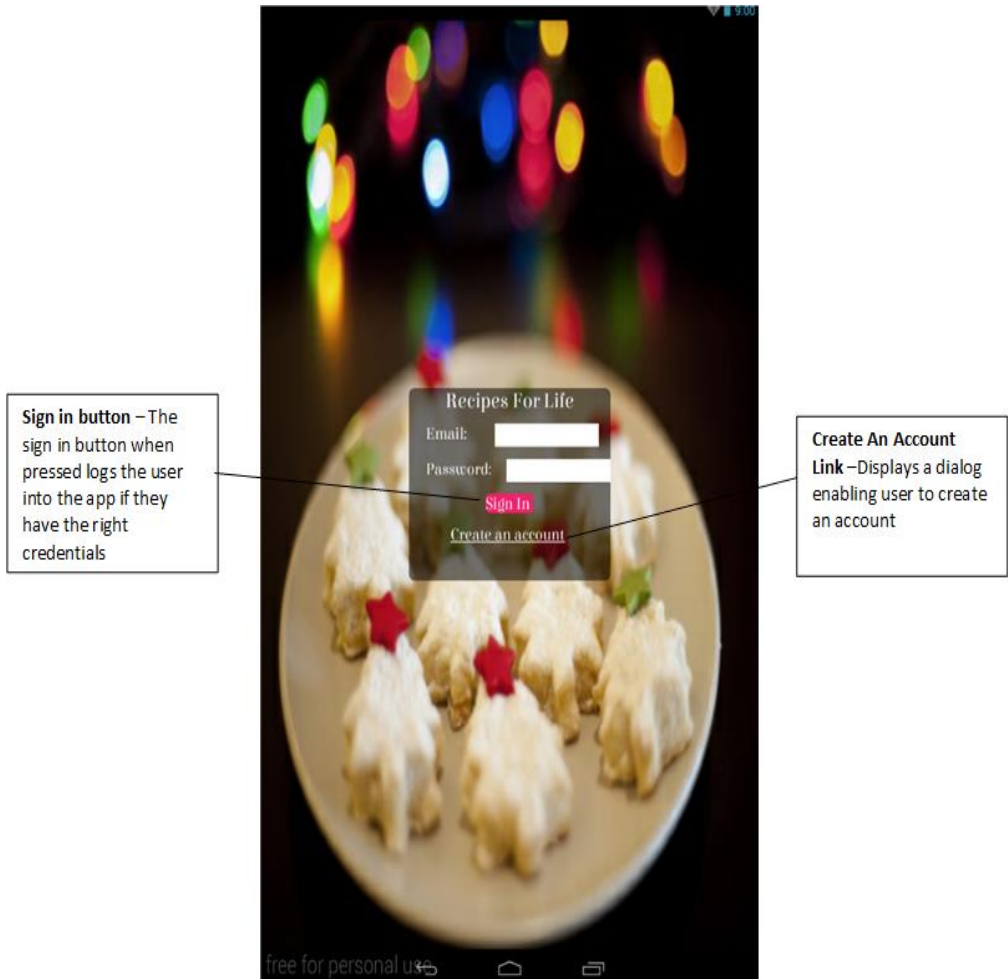 9:00
Sign in button – The
sign in button when
pressed logs the user
into the app if they
have the right
credentials
Recipes For Life
Email:
Password:
Sign In
Create an account
Create An Account
Link –Displays a dialog
enabling user to create
an account
free for personal use